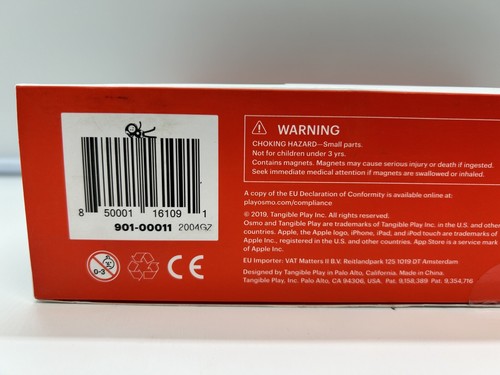 WARNING
CHOKING HAZARD—Small parts.
Not for children under 3 yrs.
Contains magnets. Magnets may cause serious injury or death if ingested.
Seek immediate medical attention if magnets are swallowed or inhaled.
8 50001 16109 1
901-00011 2004GZ
0-3
CE
A copy of the EU Declaration of Conformity is available online at:
playosmo.com/compliance
© 2019, Tangible Play Inc. All rights reserved.
Osmo and Tangible Play are trademarks of Tangible Play Inc. in the U.S. and other
countries. Apple, the Apple logo, iPhone, iPad, and iPod touch are trademarks of
Apple Inc., registered in the U.S. and other countries. App Store is a service mark
of Apple Inc.
EU Importer: VAT Matters II B.V. Reitlandpark 125 1019 DT Amsterdam
Designed by Tangible Play in Palo Alto, California. Made in China.
Tangible Play, Inc. Palo Alto, CA 94306, USA. Pat. 9,158,389 Pat. 9,354,716